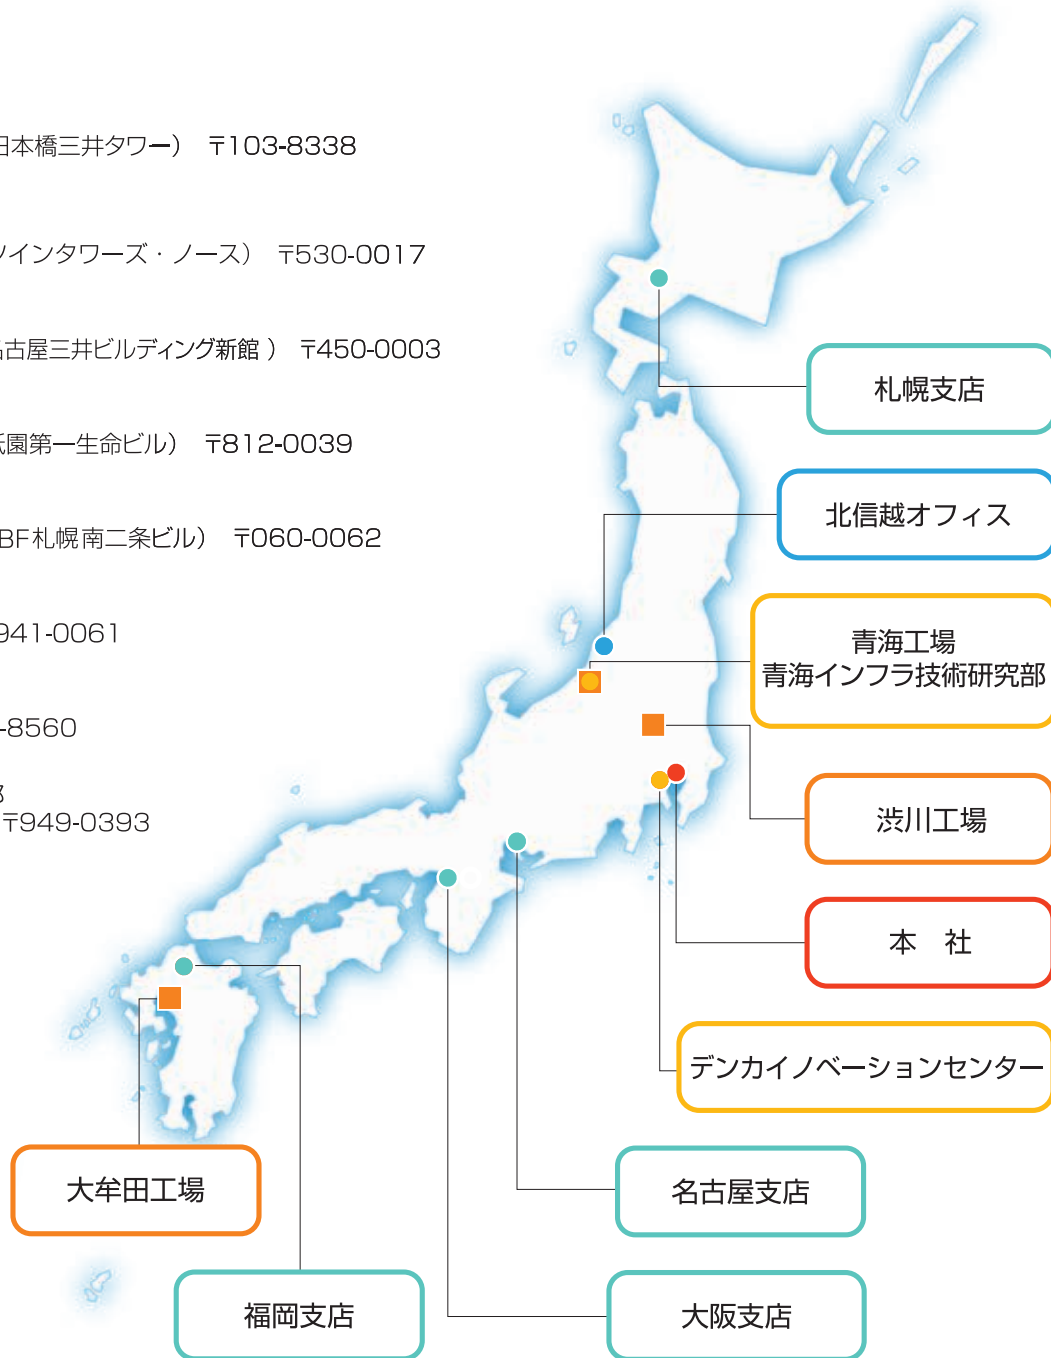 日本橋三井タワー） 〒103-8338
ツインタワーズ・ノース） 〒530-0017
名古屋三井ビルディング新館 ） 〒450-0003
祇園第一生命ビル） 〒812-0039
BF札幌南二条ビル） 〒060-0062
941-0061
-8560
〒949-0393
札幌支店
北信越オフィス
青海工場
青海インフラ技術研究部
渋川工場
本　社
デンカイノベーションセンター
大牟田工場
名古屋支店
福岡支店
大阪支店